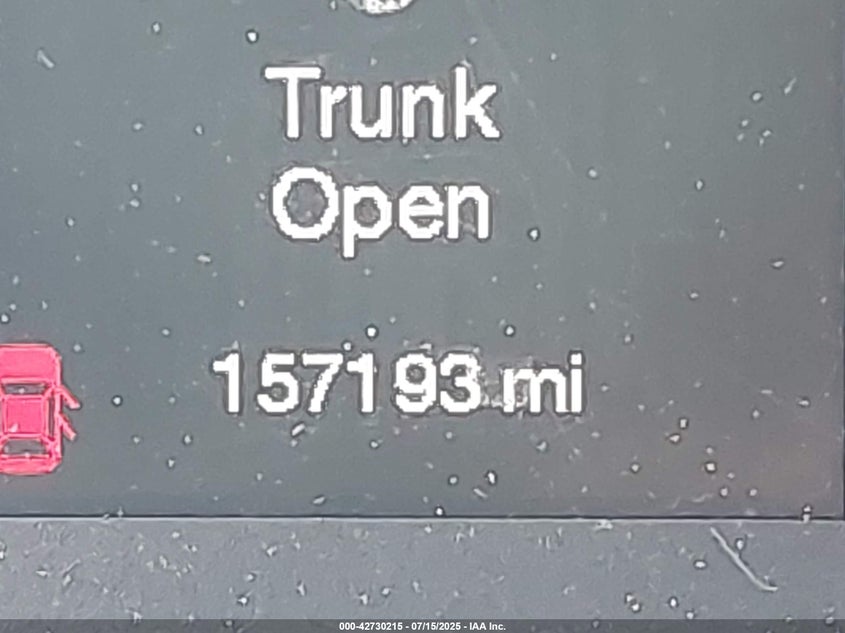 Trunk
Open
157193 mi
000-42730215 - 07/15/2025 - IAA Inc.